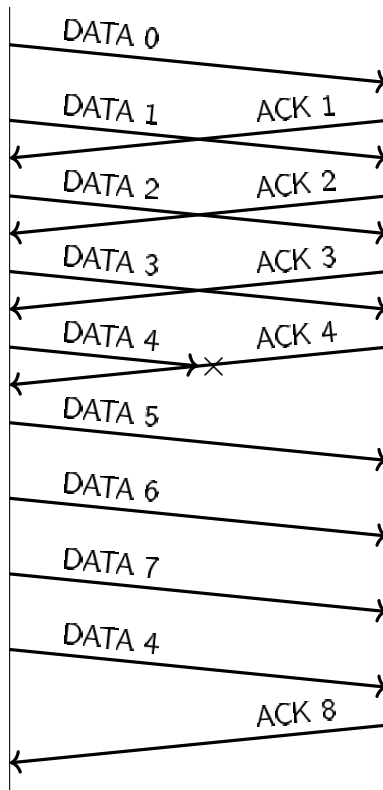 DATA 0
DATA 1
ACK 1
DATA 2
ACK 2
DATA 3
ACK 3
DATA 4
ACK 4
DATA 5
DATA 6
DATA 7
DATA 4
ACK 8